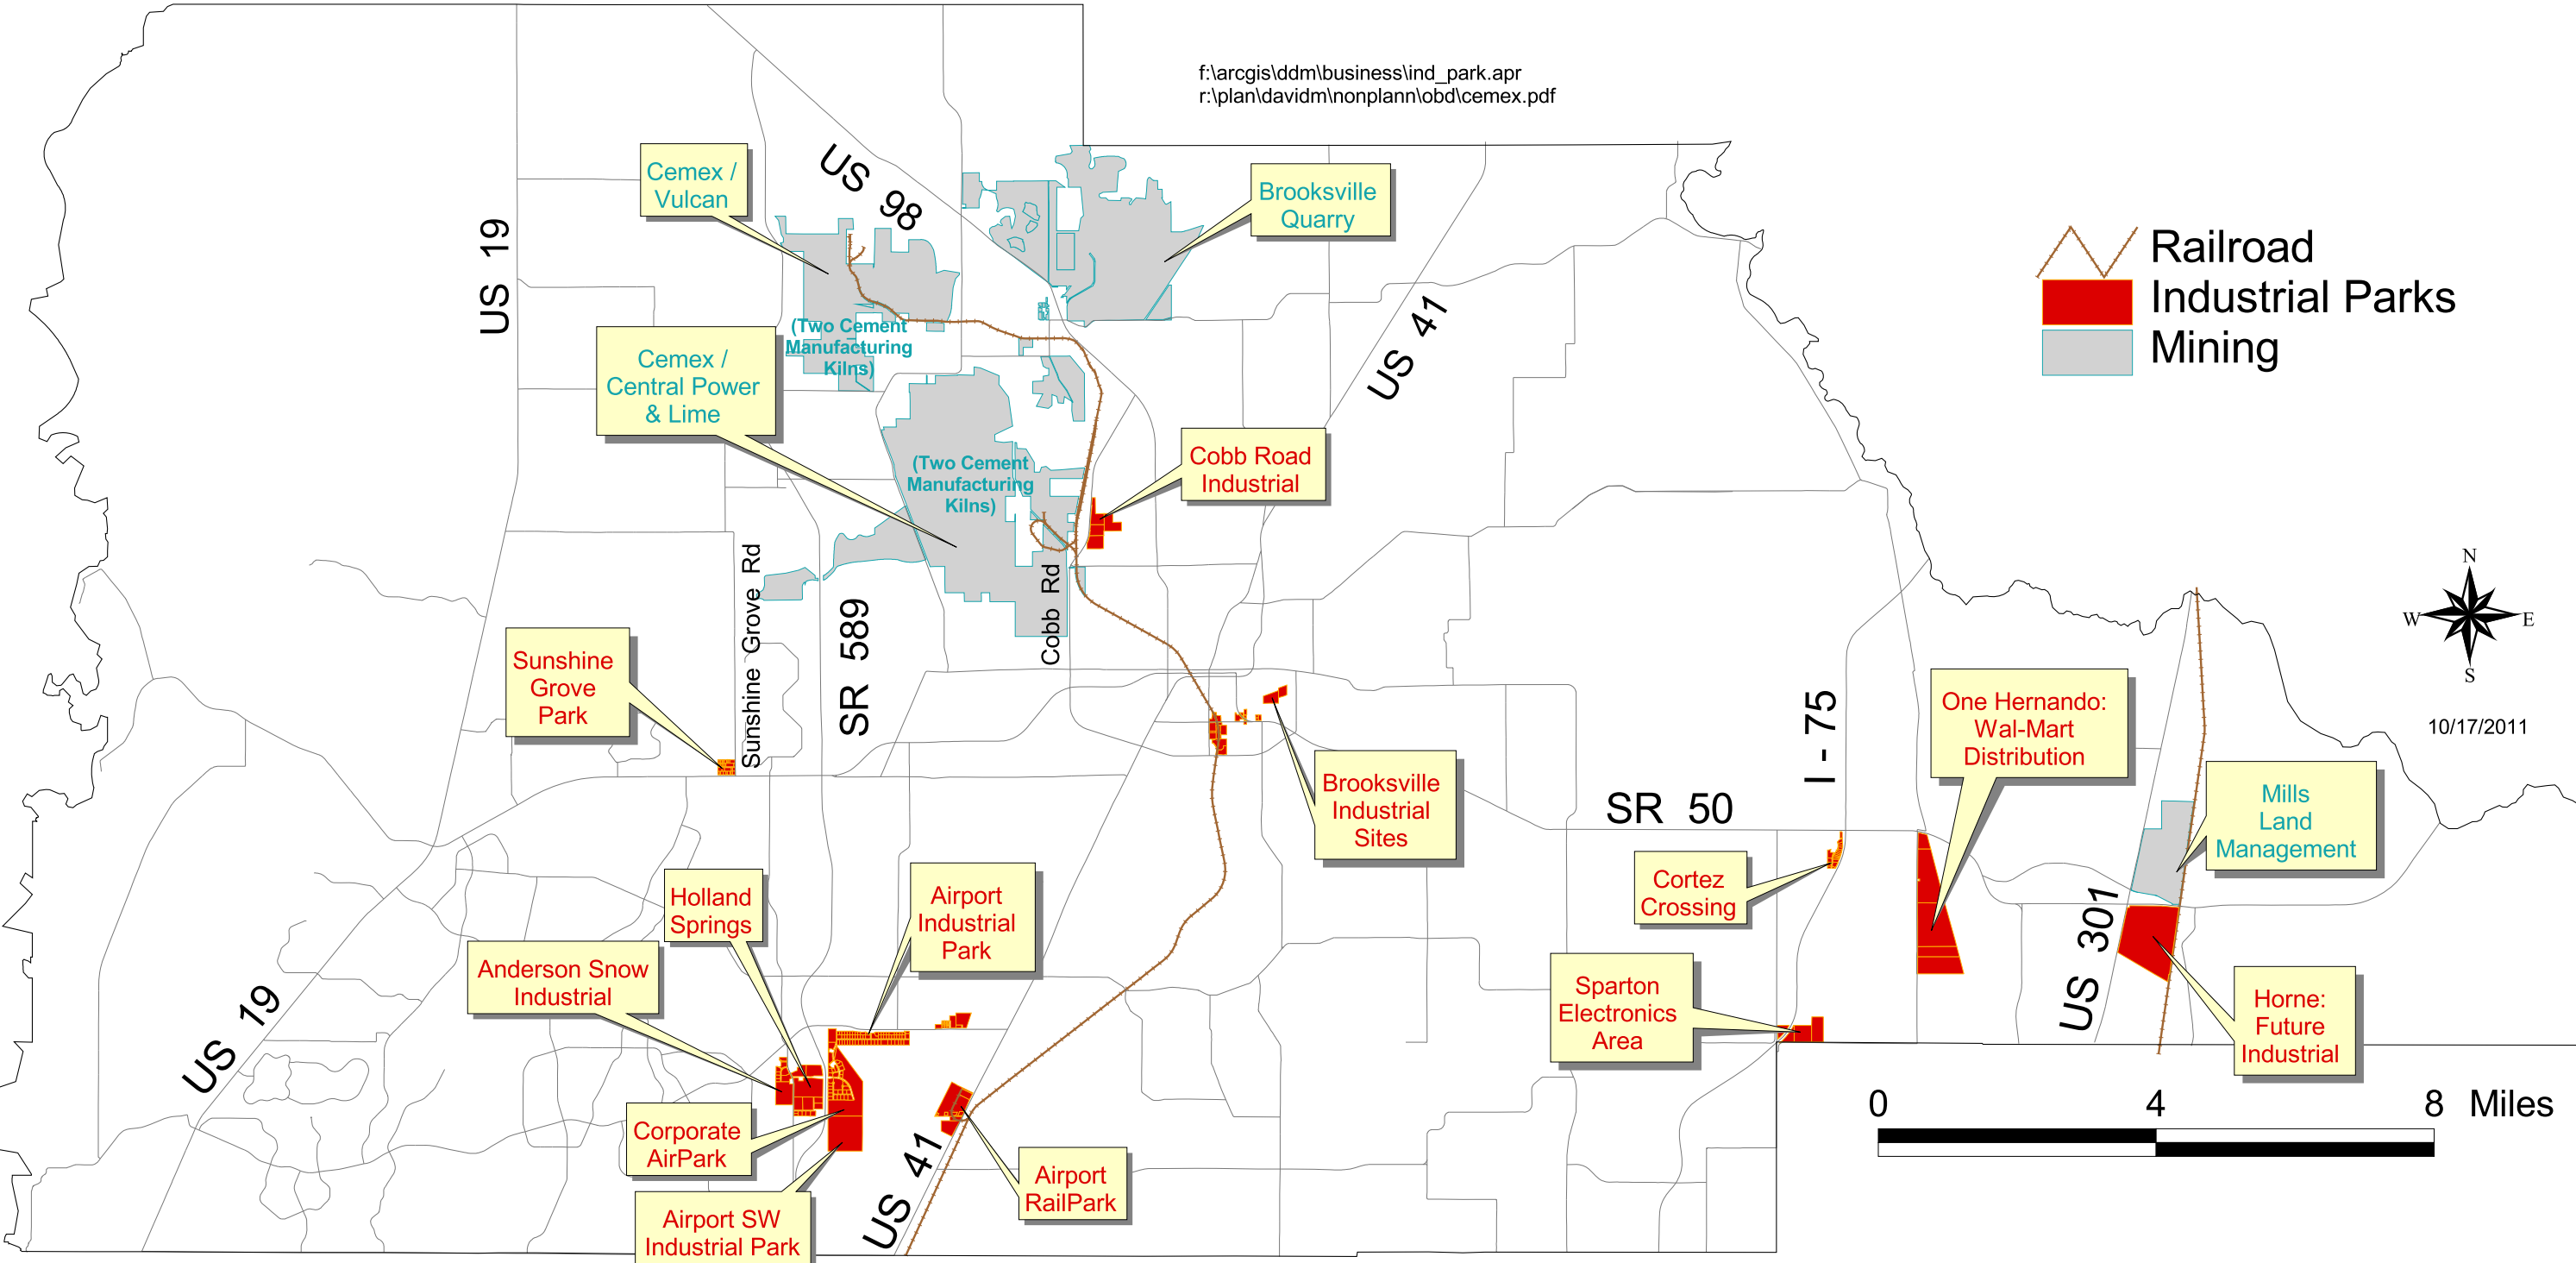 f:\arcgis\ddm\business\ind_park.apr
r:\plan\davidm\nonplann\obd\cemex.pdf
Cemex /
Vulcan
US 98
Brooksville
Quarry
US 19
Railroad
Industrial Parks
Mining
(Two Cement
Manufacturing
Kilns)
Cemex /
Central Power
& Lime
US 41
(Two Cement
Manufacturing
Kilns)
Cobb Road
Industrial
Sunshine Grove Rd
SR 589
Cobb Rd
N
W
E
S
10/17/2011
Sunshine
Grove
Park
I - 75
One Hernando:
Wal-Mart
Distribution
Brooksville
Industrial
Sites
SR 50
Mills
Land
Management
Cortez
Crossing
Holland
Springs
Airport
Industrial
Park
US 301
Anderson Snow
Industrial
US 19
Sparton
Electronics
Area
Horne:
Future
Industrial
Corporate
AirPark
US 41
Airport
RailPark
Airport SW
Industrial Park
0 4 8 Miles